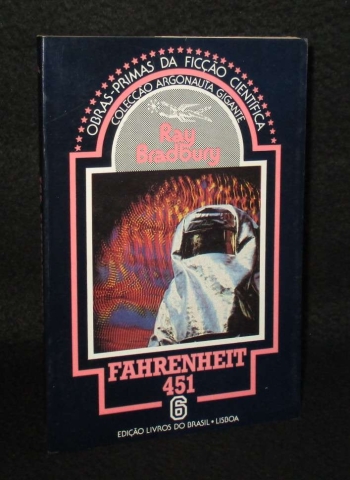 OBRAS-PRIMAS DA FICÇÃO CIENTÍFICA
COLECÇÃO ARGONAUTA GIGANTE
Ray
Bradbury
FAHRENHEIT
451
6
EDIÇÃO LIVROS DO BRASIL • LISBOA